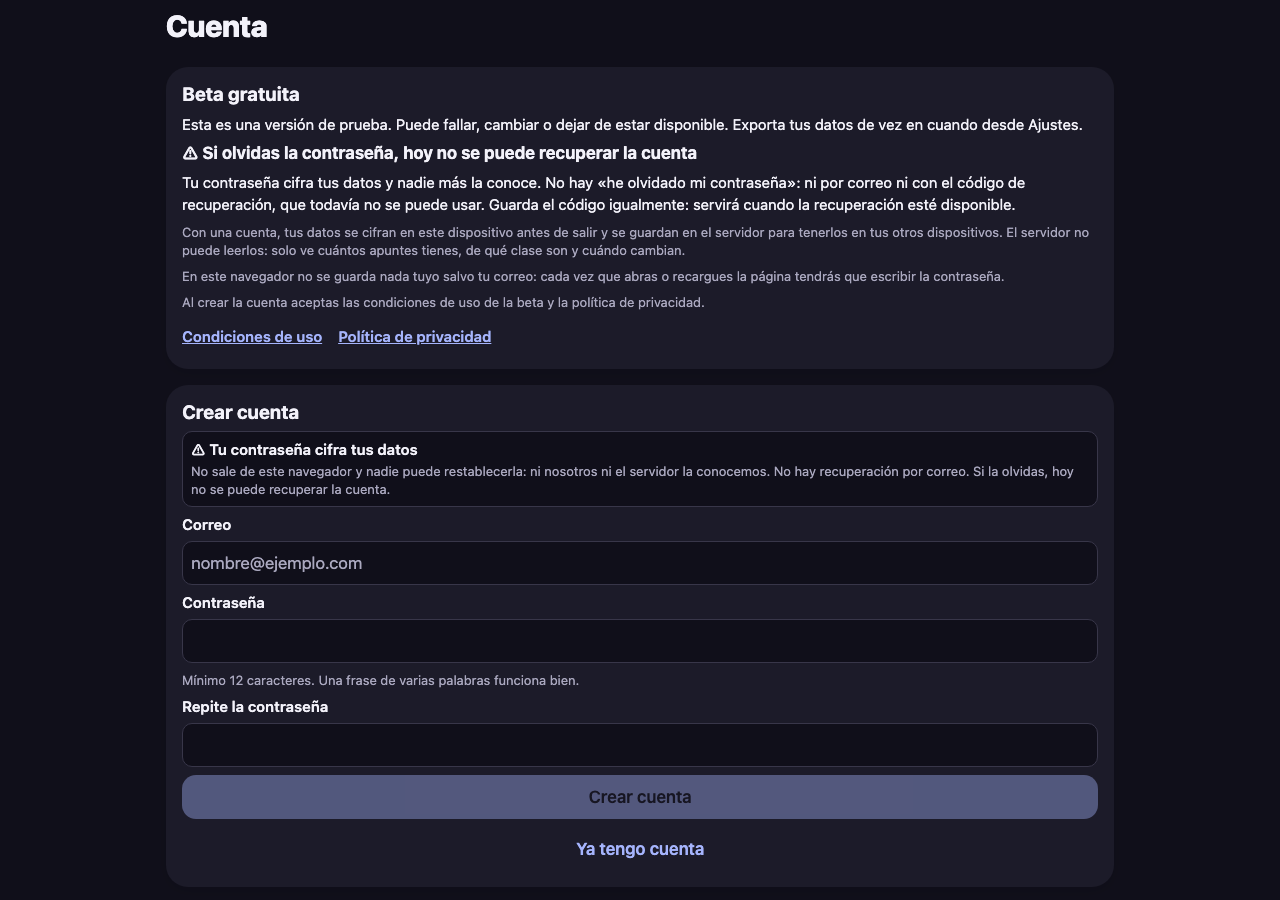 Cuenta
Beta gratuita
Esta es una versión de prueba. Puede fallar, cambiar o dejar de estar disponible. Exporta tus datos de vez en cuando desde Ajustes.
⚠ Si olvidas la contraseña, hoy no se puede recuperar la cuenta
Tu contraseña cifra tus datos y nadie más la conoce. No hay «he olvidado mi contraseña»: ni por correo ni con el código de
recuperación, que todavía no se puede usar. Guarda el código igualmente: servirá cuando la recuperación esté disponible.
Con una cuenta, tus datos se cifran en este dispositivo antes de salir y se guardan en el servidor para tenerlos en tus otros dispositivos. El servidor no
puede leerlos: solo ve cuántos apuntes tienes, de qué clase son y cuándo cambian.
En este navegador no se guarda nada tuyo salvo tu correo: cada vez que abras o recargues la página tendrás que escribir la contraseña.
Al crear la cuenta aceptas las condiciones de uso de la beta y la política de privacidad.
Condiciones de uso Política de privacidad
Crear cuenta
⚠ Tu contraseña cifra tus datos
No sale de este navegador y nadie puede restablecerla: ni nosotros ni el servidor la conocemos. No hay recuperación por correo. Si la olvidas, hoy
no se puede recuperar la cuenta.
Correo
nombre@ejemplo.com
Contraseña
Mínimo 12 caracteres. Una frase de varias palabras funciona bien.
Repite la contraseña
Crear cuenta
Ya tengo cuenta